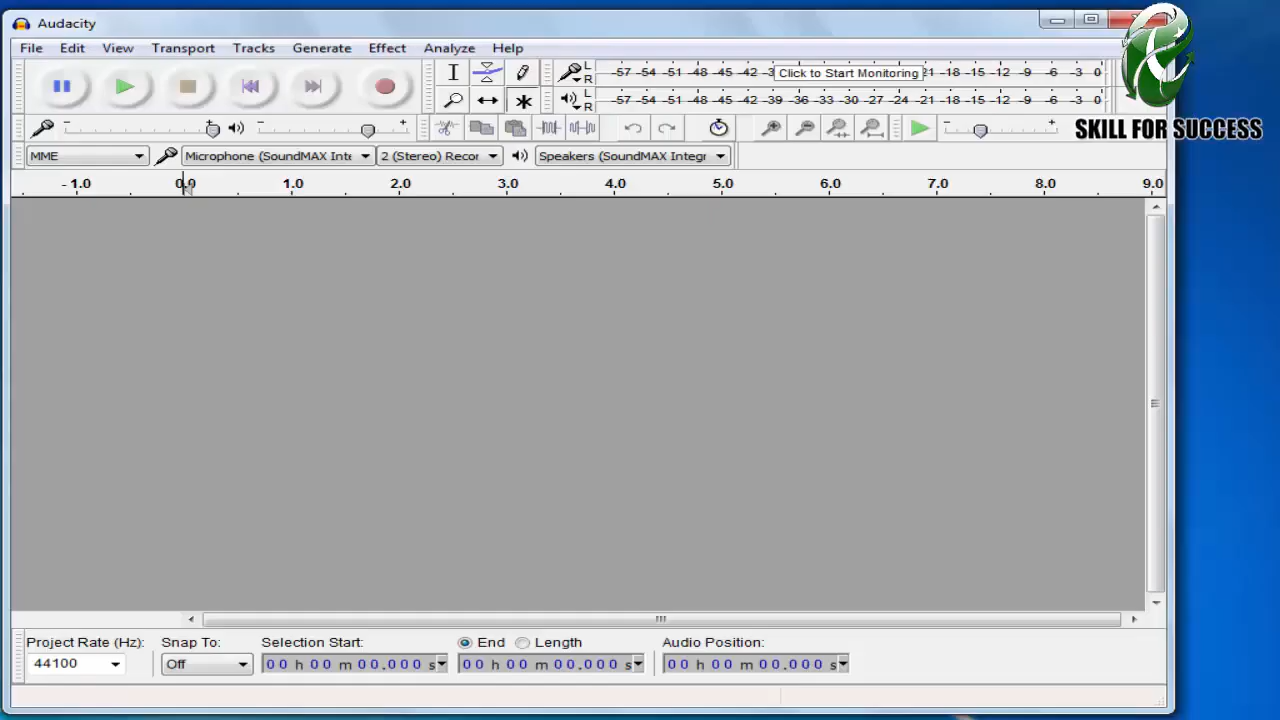 Audacity
File Edit View Transport Tracks Generate Effect Analyze Help
L R -57 -54 -51 -48 -45 -42 -3 Click to Start Monitoring -21 -18 -15 -12 -9 -6 -3 0
L R -57 -54 -51 -48 -45 -42 -39 -36 -33 -30 -27 -24 -21 -18 -15 -12 -9 -6 -3 0
SKILL FOR SUCCESS
MME Microphone (SoundMAX Inte 2 (Stereo) Recor Speakers (SoundMAX Integr
-1.0 0.0 1.0 2.0 3.0 4.0 5.0 6.0 7.0 8.0 9.0
Project Rate (Hz): Snap To: Selection Start: End Length Audio Position:
44100 Off 00 h 00 m 00.000 s 00 h 00 m 00.000 s 00 h 00 m 00.000 s